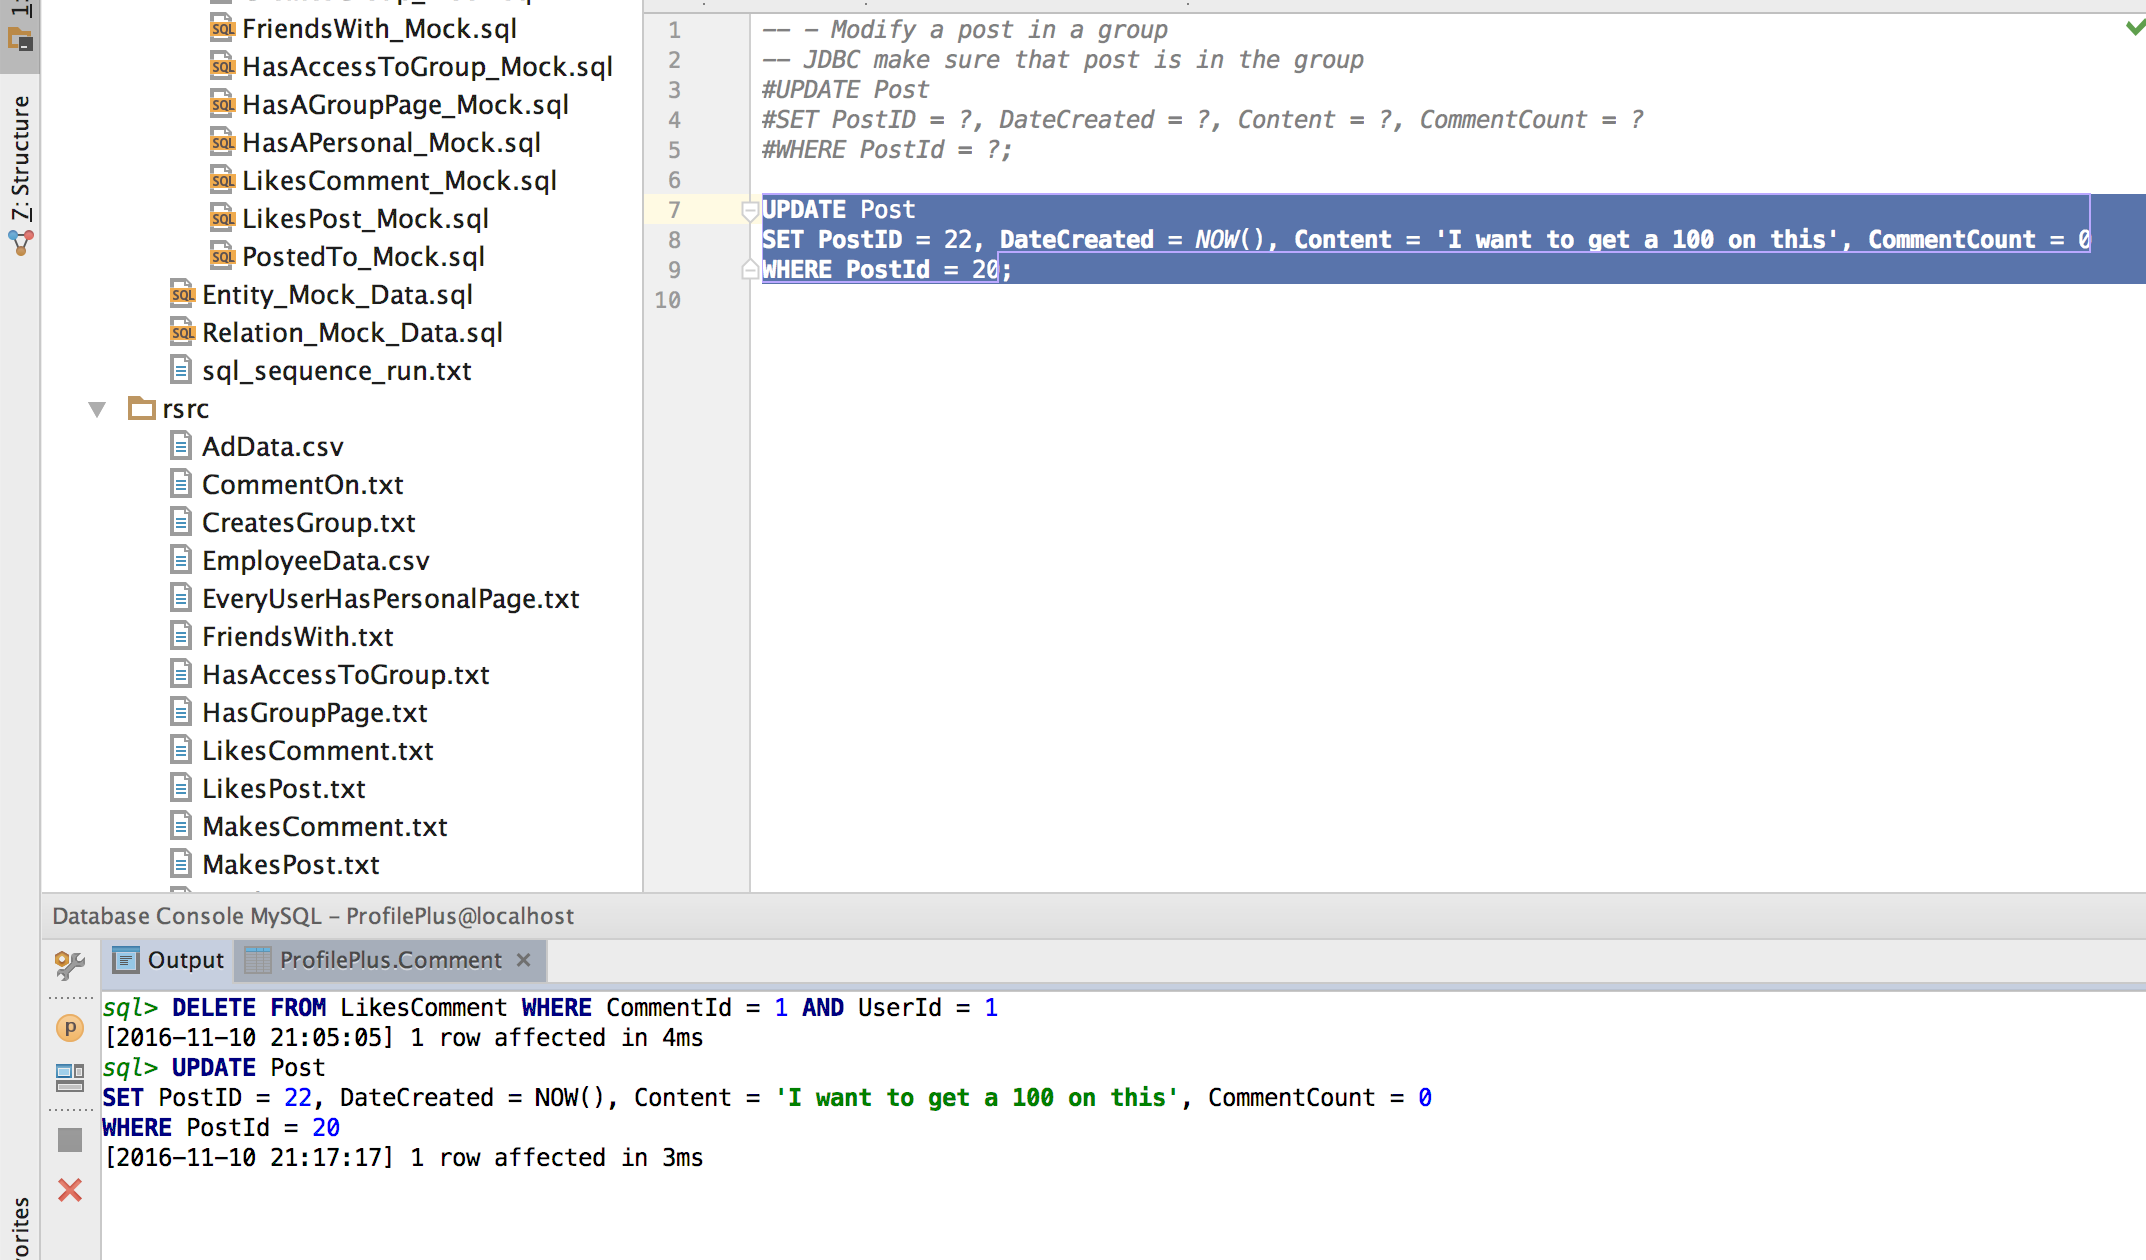 1:
Z: Structure
vorites
FriendsWith_Mock.sql
HasAccessToGroup_Mock.sql
HasAGroupPage_Mock.sql
HasAPersonal_Mock.sql
LikesComment_Mock.sql
LikesPost_Mock.sql
PostedTo_Mock.sql
Entity_Mock_Data.sql
Relation_Mock_Data.sql
sql_sequence_run.txt
rsrc
AdData.csv
CommentOn.txt
CreatesGroup.txt
EmployeeData.csv
EveryUserHasPersonalPage.txt
FriendsWith.txt
HasAccessToGroup.txt
HasGroupPage.txt
LikesComment.txt
LikesPost.txt
MakesComment.txt
MakesPost.txt
1 -- - Modify a post in a group
2 -- JDBC make sure that post is in the group
3 #UPDATE Post
4 #SET PostID = ?, DateCreated = ?, Content = ?, CommentCount = ?
5 #WHERE PostId = ?;
6
7 UPDATE Post
8 SET PostID = 22, DateCreated = NOW(), Content = 'I want to get a 100 on this', CommentCount = 0
9 WHERE PostId = 20;
10
Database Console MySQL - ProfilePlus@localhost
Output ProfilePlus.Comment
sql> DELETE FROM LikesComment WHERE CommentId = 1 AND UserId = 1
[2016-11-10 21:05:05] 1 row affected in 4ms
sql> UPDATE Post
SET PostID = 22, DateCreated = NOW(), Content = 'I want to get a 100 on this', CommentCount = 0
WHERE PostId = 20
[2016-11-10 21:17:17] 1 row affected in 3ms